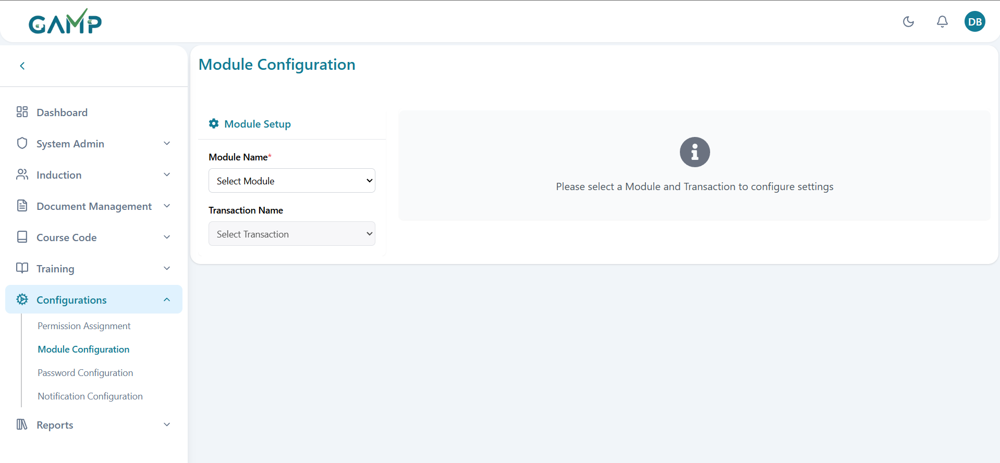 GAMP
DB
Module Configuration
Dashboard
System Admin
Induction
Document Management
Course Code
Training
Configurations
Permission Assignment
Module Configuration
Password Configuration
Notification Configuration
Reports
Module Setup
Module Name*
Select Module
Transaction Name
Select Transaction
Please select a Module and Transaction to configure settings